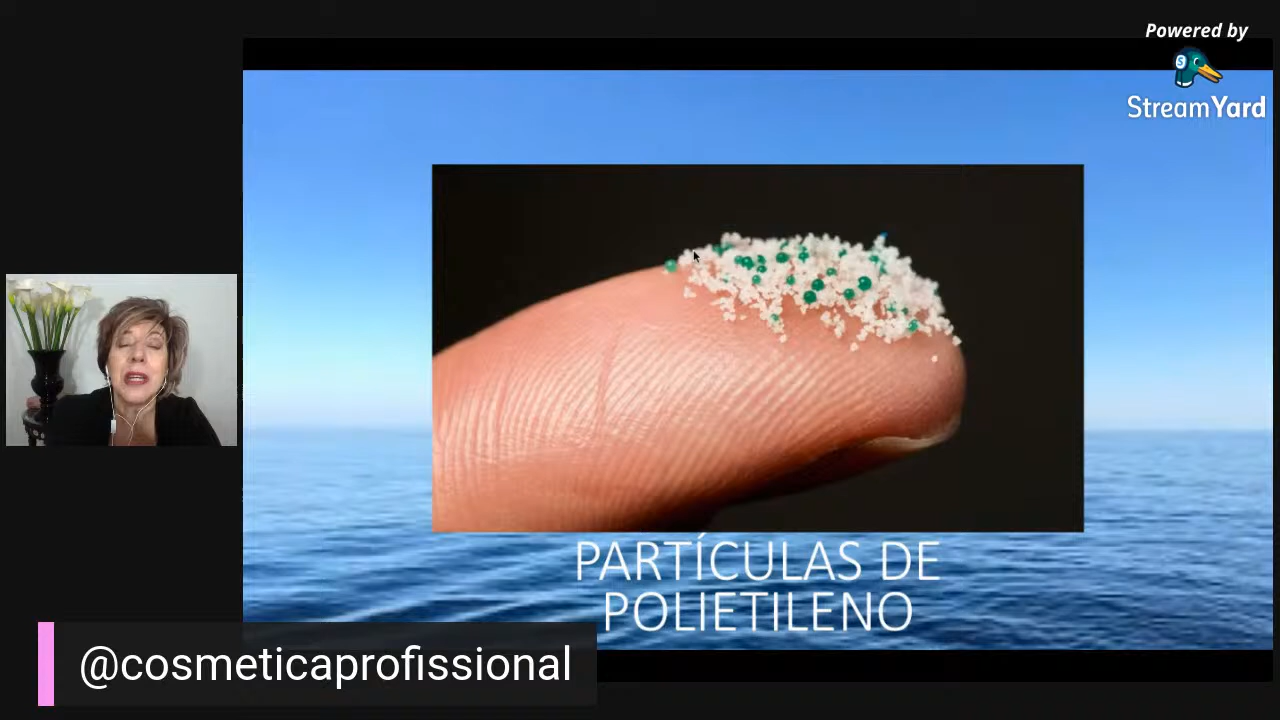 Powered by
StreamYard
PARTÍCULAS DE
POLIETILENO
@cosmeticaprofissional